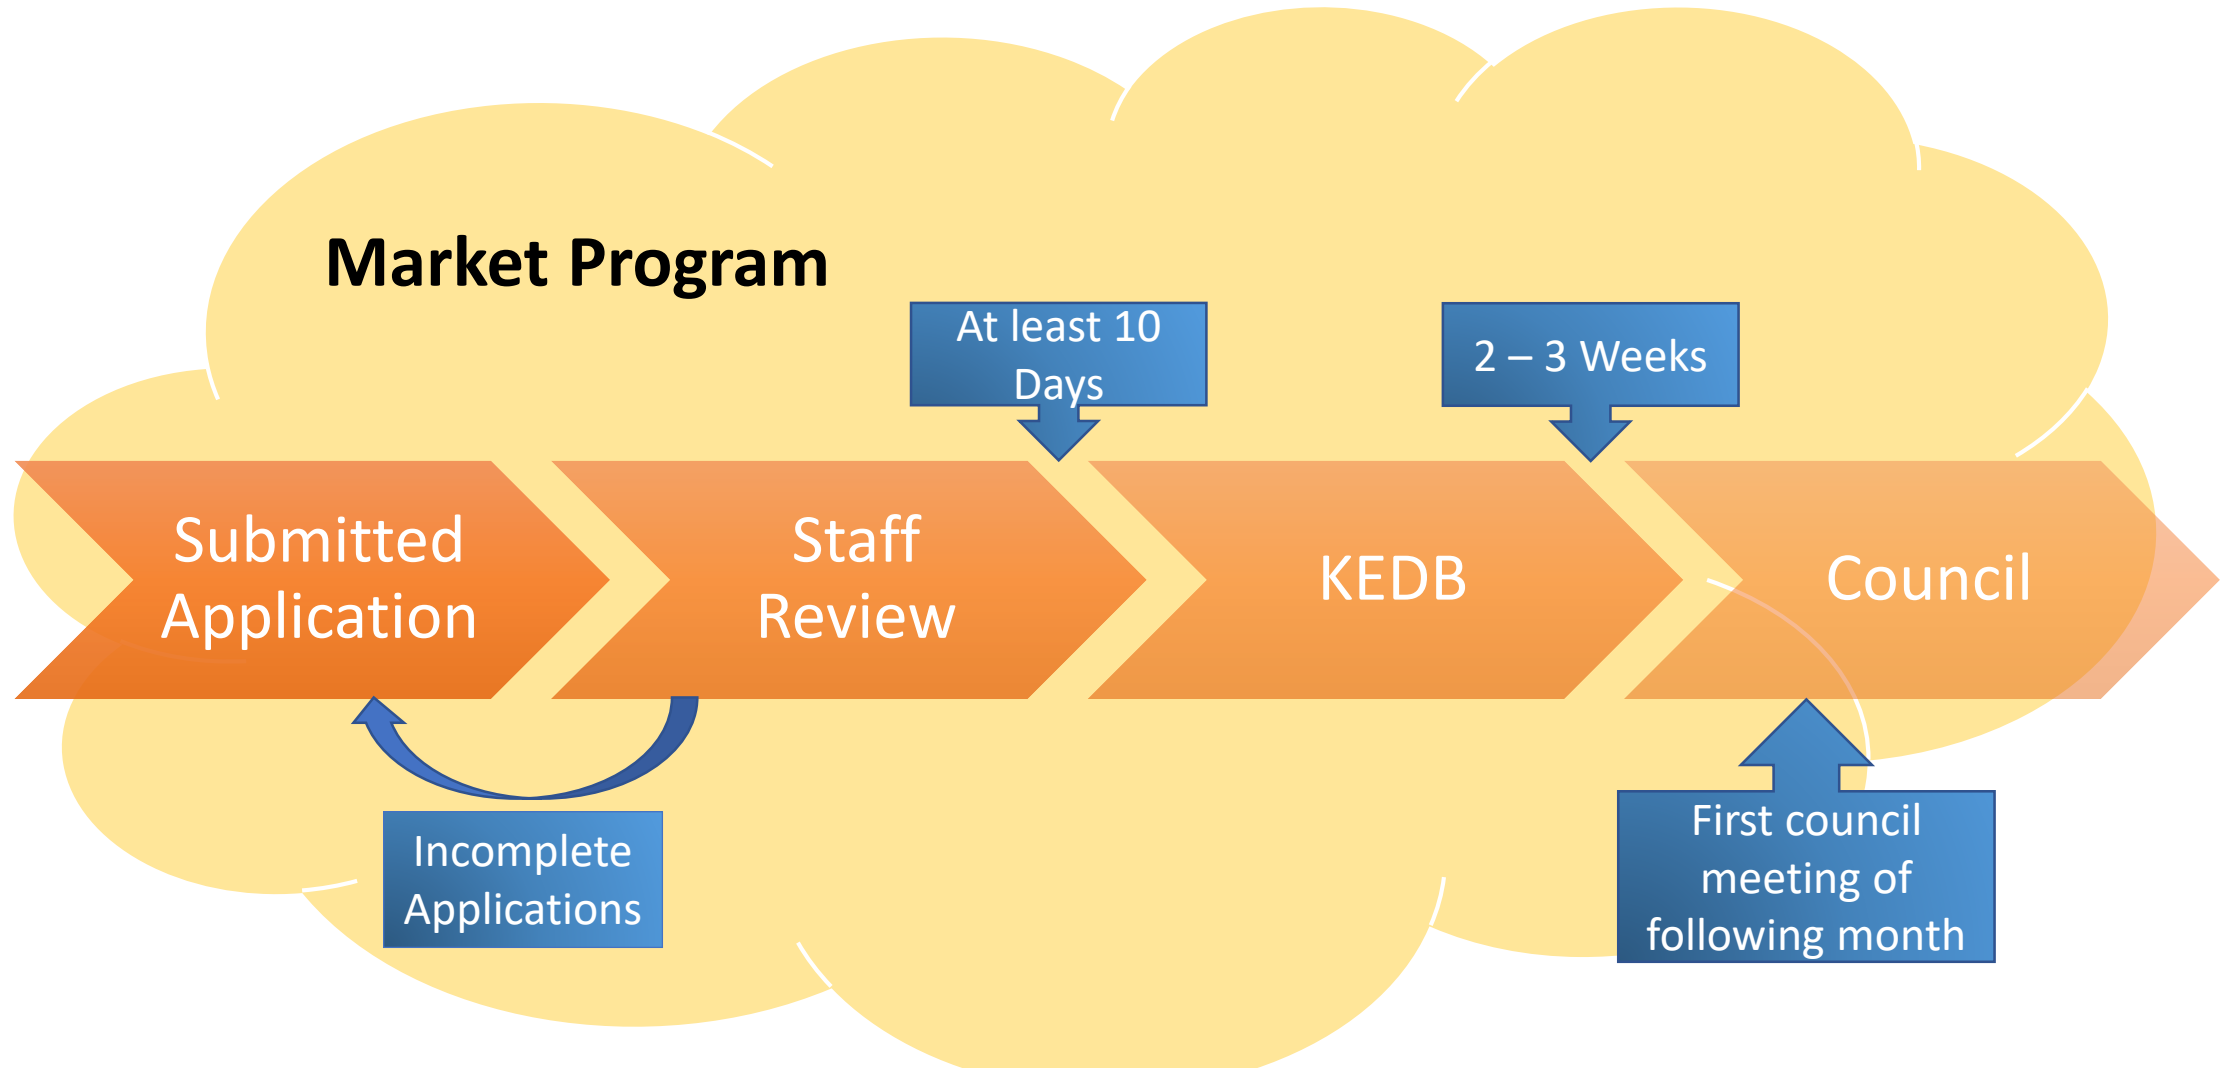 Market Program
At least 10
Days
2 – 3 Weeks
Submitted
Application
Staff
Review
KEDB
Council
Incomplete
Applications
First council
meeting of
following month